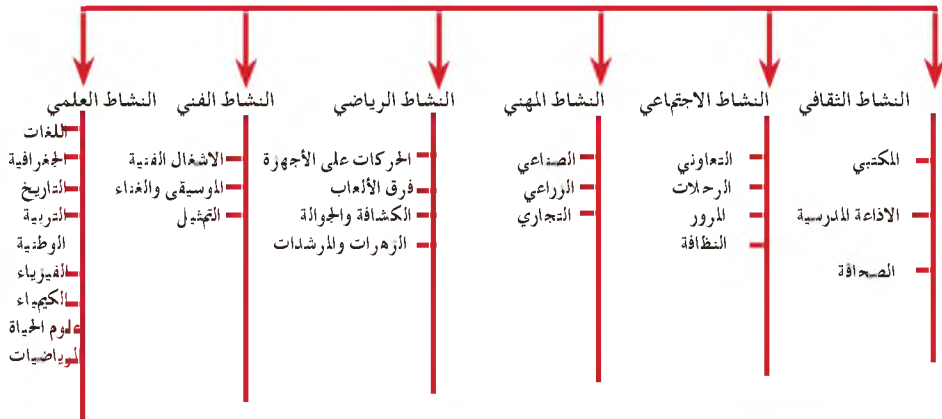 النشاط الثقافي
المكتبي
الاذاعة المدرسية
الصحافة
النشاط الاجتماعي
التعاوني
الرحلات
المرور
النظافة
النشاط المهني
الصناعي
الزراعي
التجاري
النشاط الرياضي
الحركات على الأجهزة
فرق الألعاب
الكشافة والجوالة
الزهرات والمرشدات
النشاط الفني
الاشغال الفنية
الموسيقى والغناء
التمثيل
النشاط العلمي
اللغات
الجغرافية
التاريخ
التربية
الوطنية
الفيزياء
الكيمياء
علوم الحياة
الرياضيات